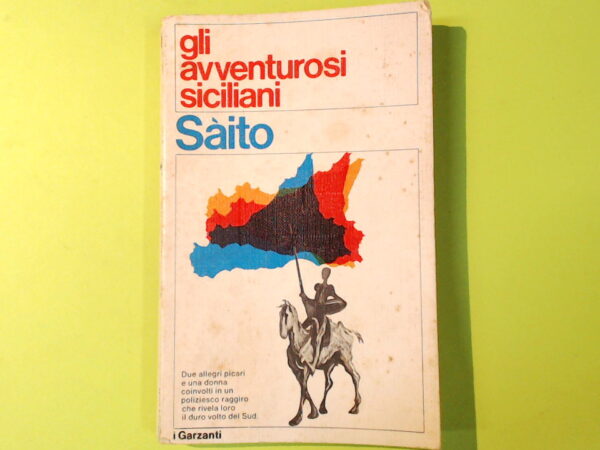 gli
avventurosi
siciliani
Sàito
Due allegri picari
e una donna
coinvolti in un
poliziesco raggiro
che rivela loro
il duro volto del Sud.
i Garzanti